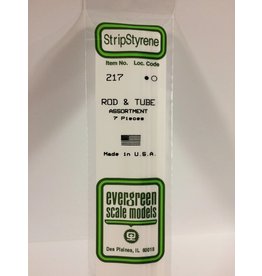 StripStyrene
Item No. Loc. Code
217
ROD & TUBE
ASSORTMENT
7 Pieces
Made in U.S.A.
evergreen
scale models
Des Plaines, IL 60018